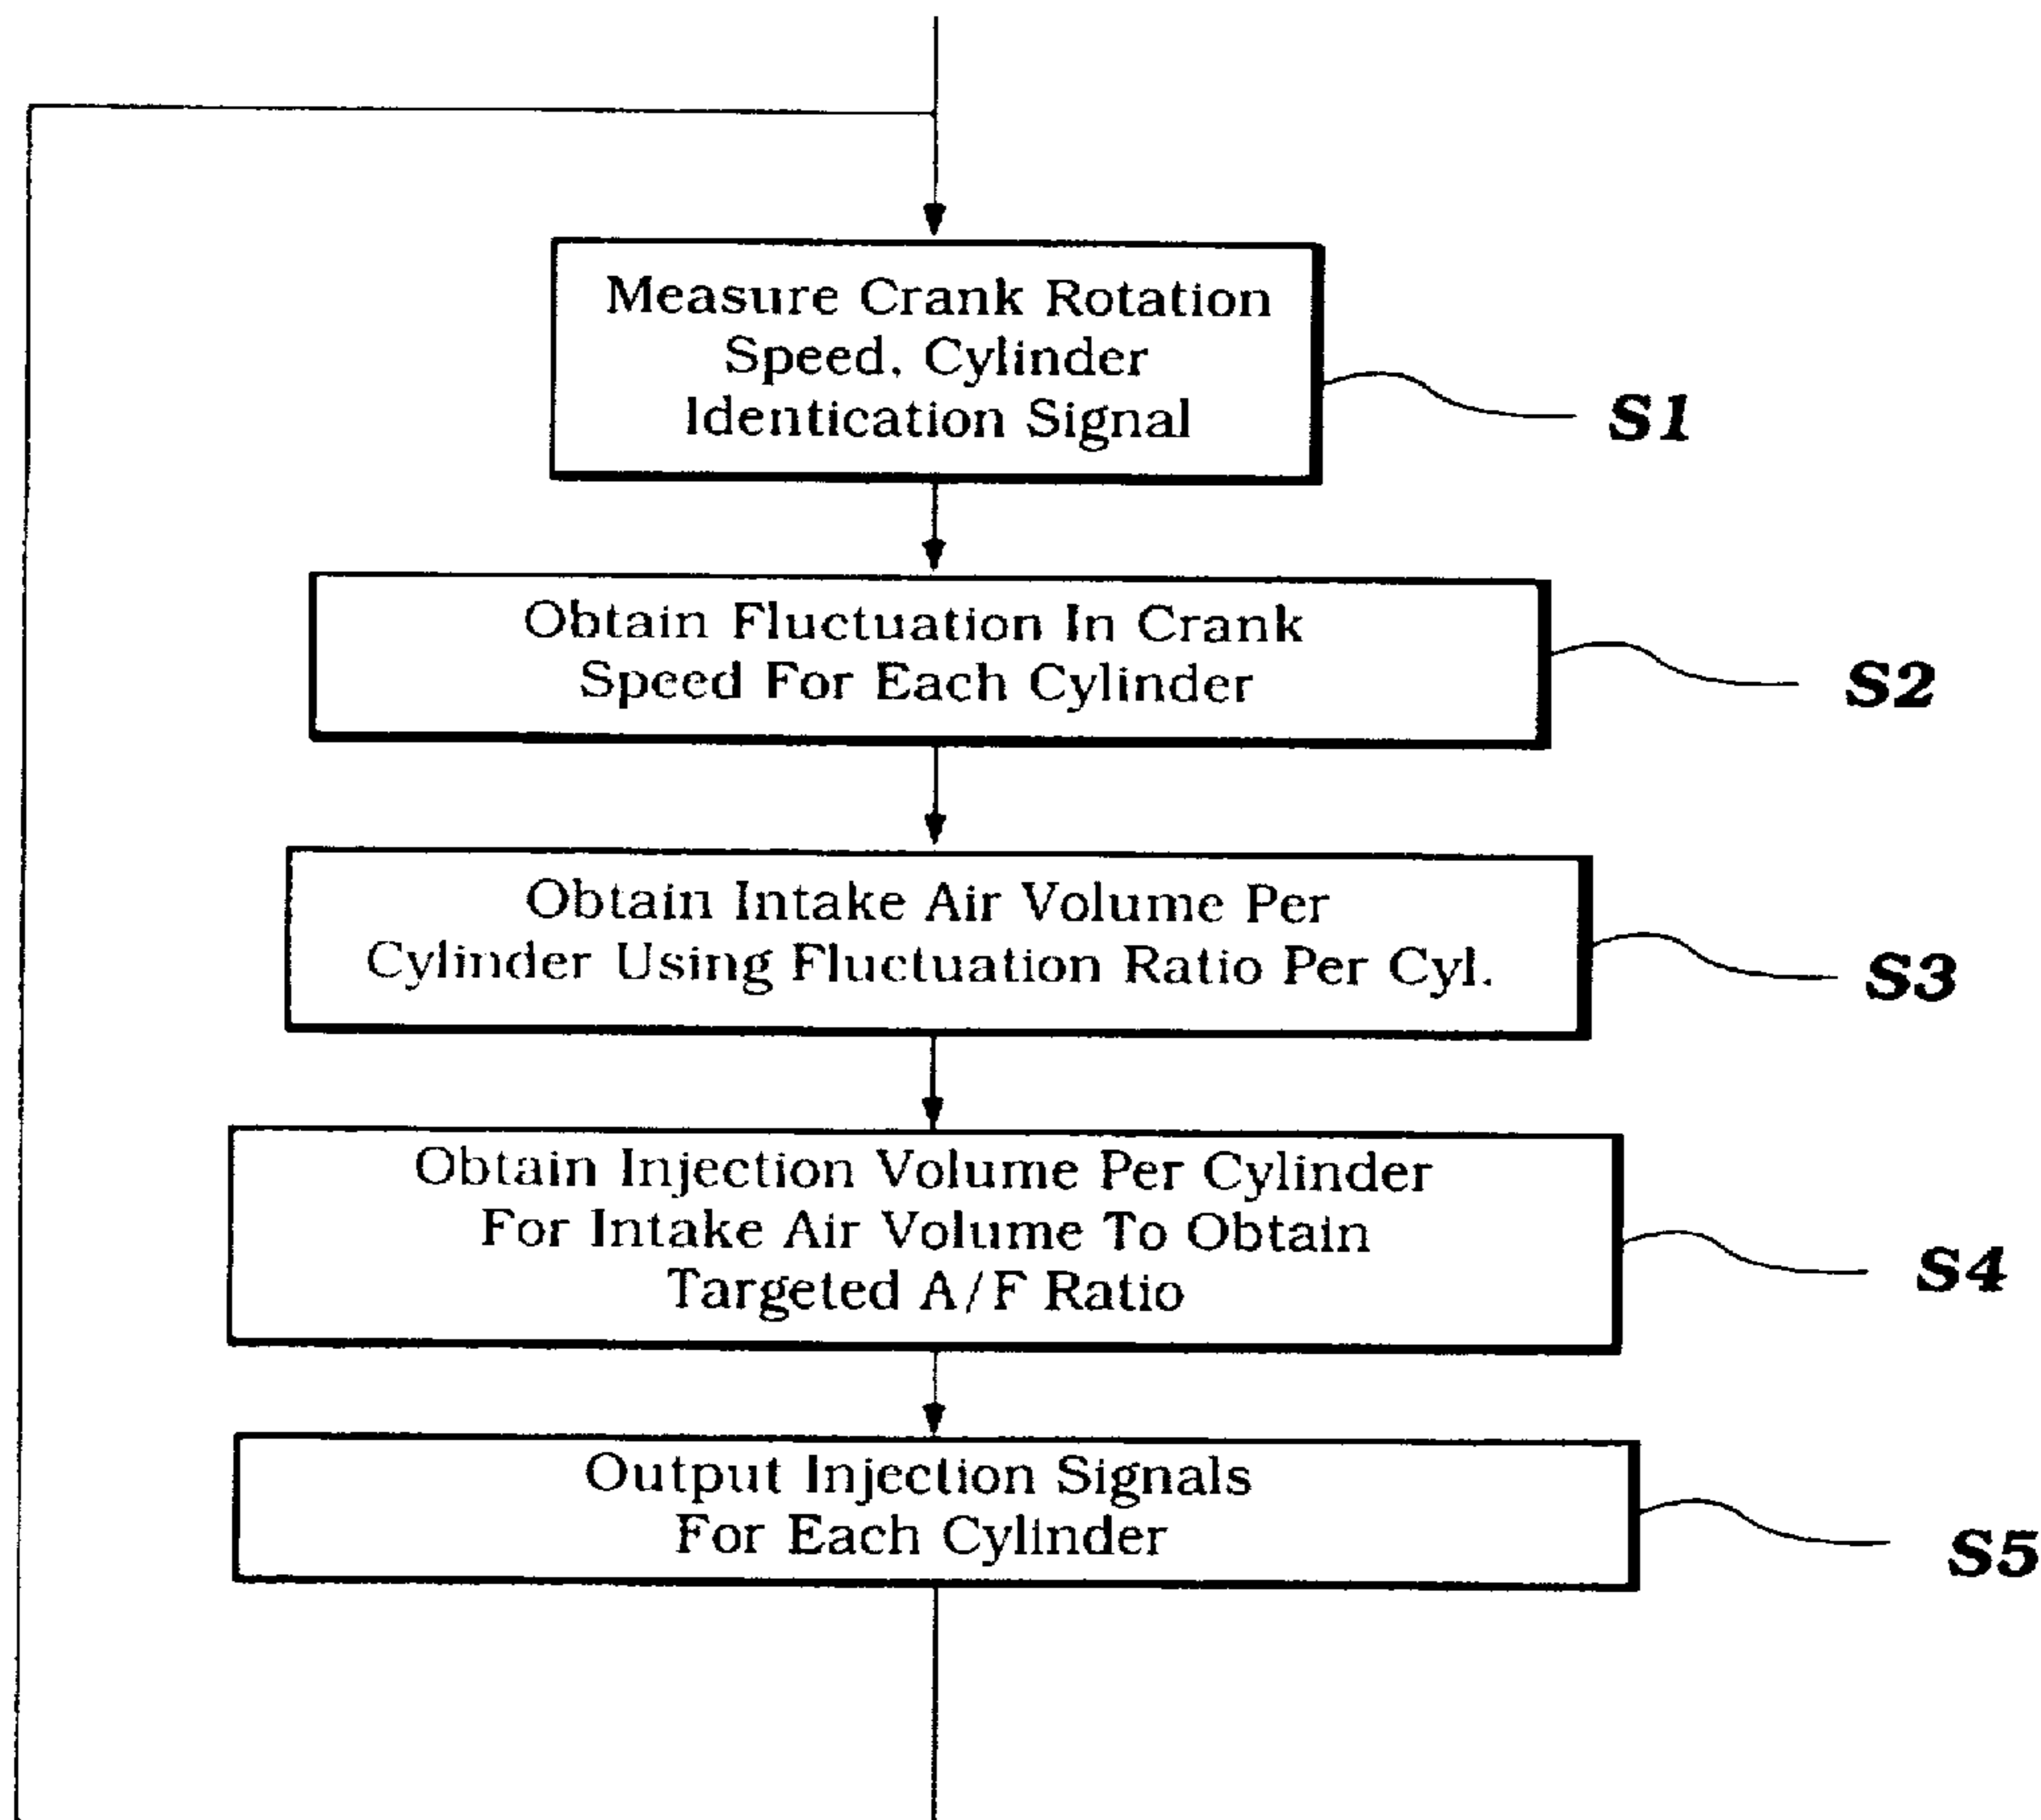 Measure Crank Rotation
Speed, Cylinder
Identication Signal
S1
Obtain Fluctuation In Crank
Speed For Each Cylinder
S2
Obtain Intake Air Volume Per
Cylinder Using Fluctuation Ratio Per Cyl.
S3
Obtain Injection Volume Per Cylinder
For Intake Air Volume To Obtain
Targeted A/F Ratio
S4
Output Injection Signals
For Each Cylinder
S5